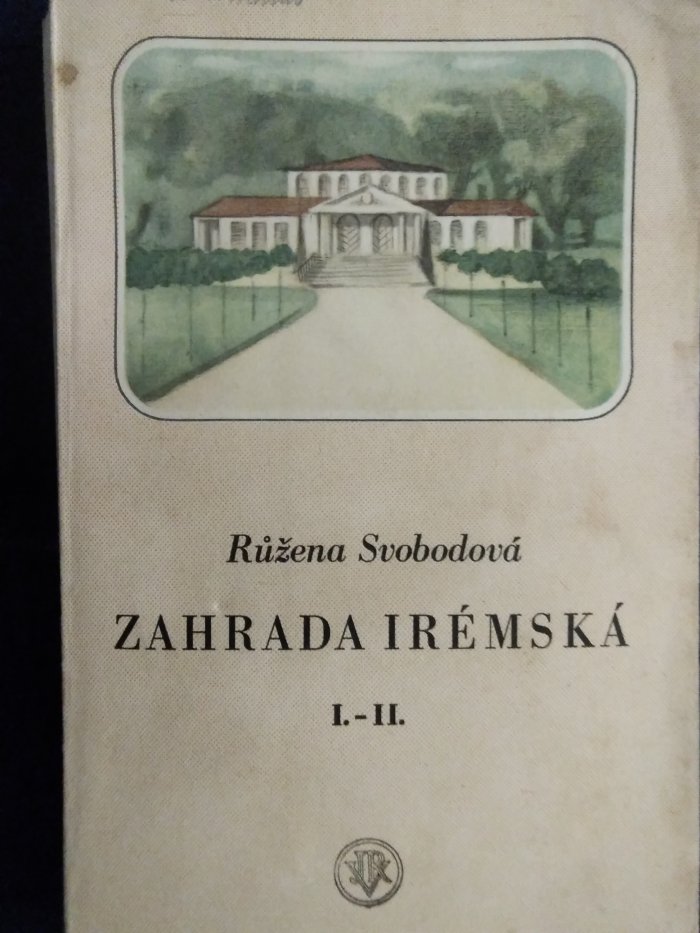 Růžena Svobodová
ZAHRADA IRÉMSKÁ
I.-II.